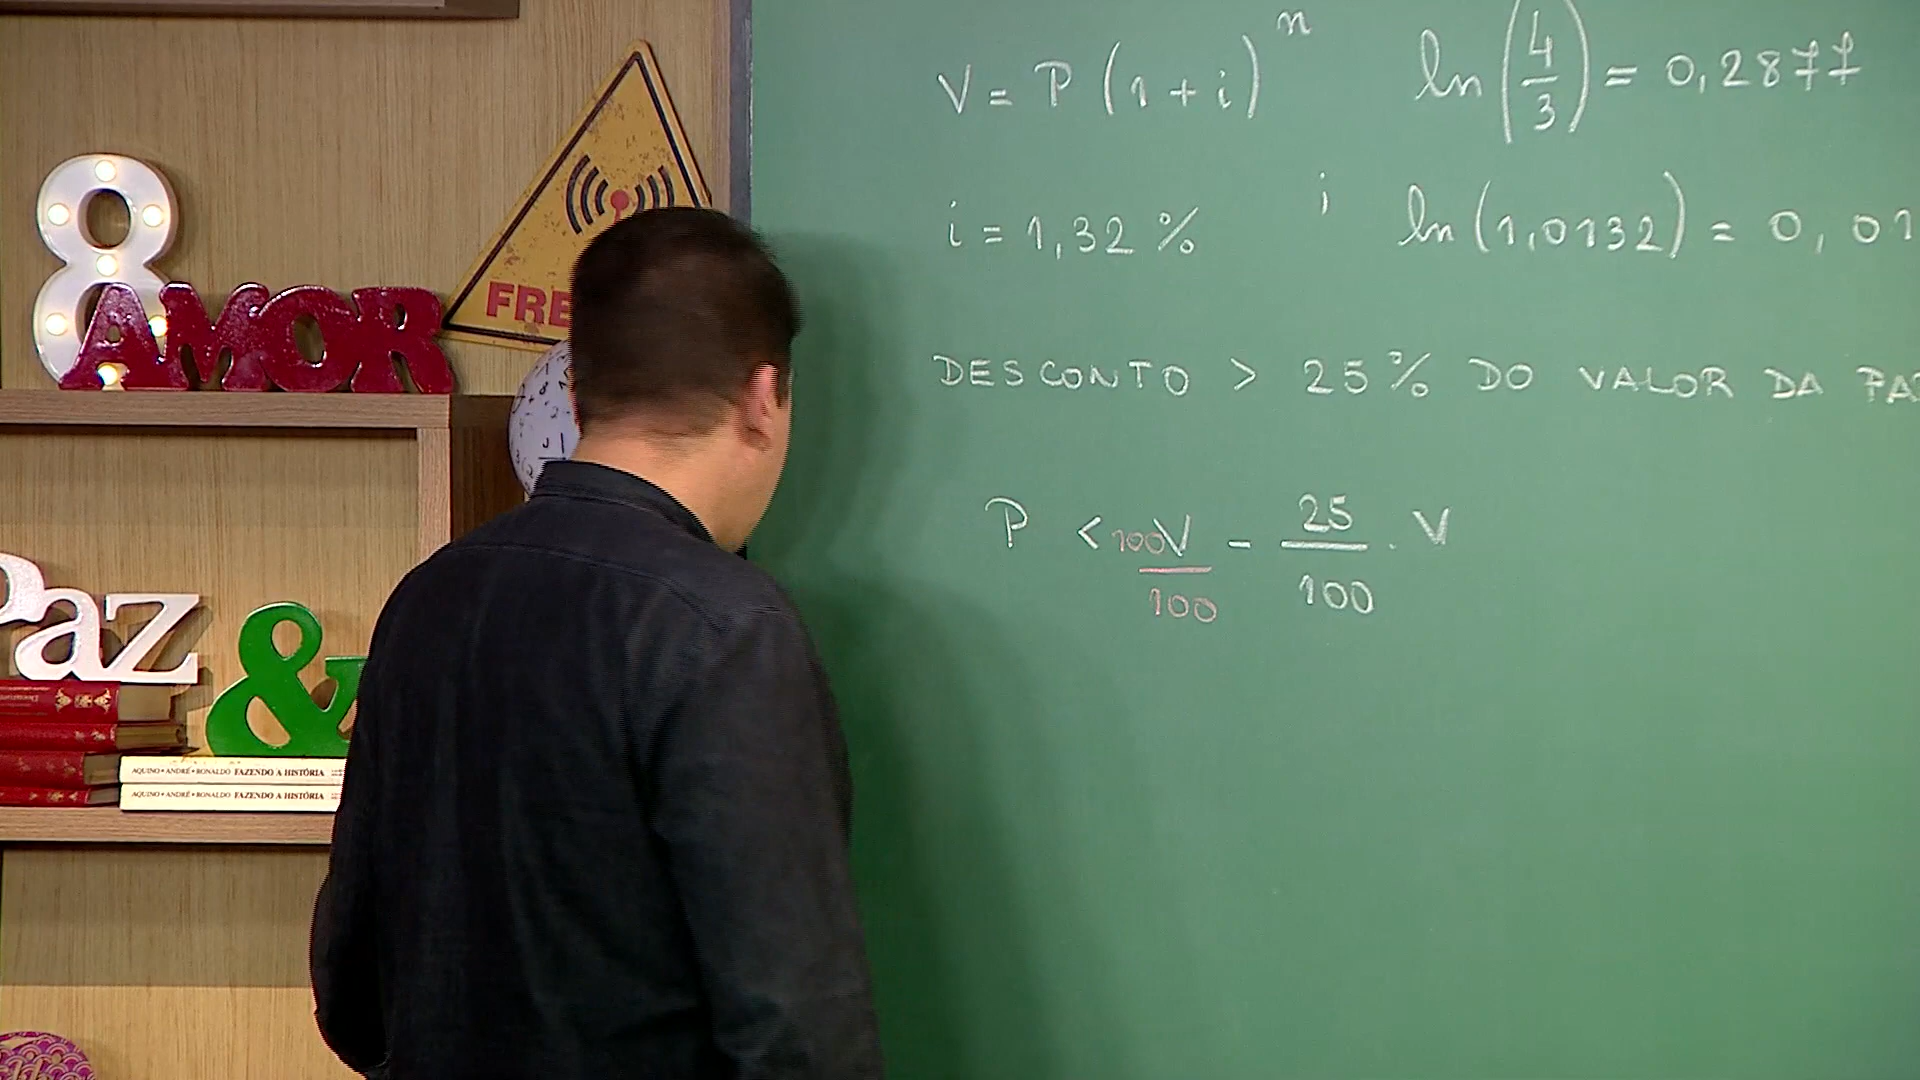 V = P (1 + i)^n
ln(4/3) = 0,2877
i = 1,32 %
i
ln(1,0132) = 0, 01
DESCONTO > 25% DO VALOR DA PA
P < 100V/100 - 25/100 . V
8
AMOR
FRE
Paz
&
AQUINO • ANDRÉ • RONALDO FAZENDO A HISTÓRIA
AQUINO • ANDRÉ • RONALDO FAZENDO A HISTÓRIA